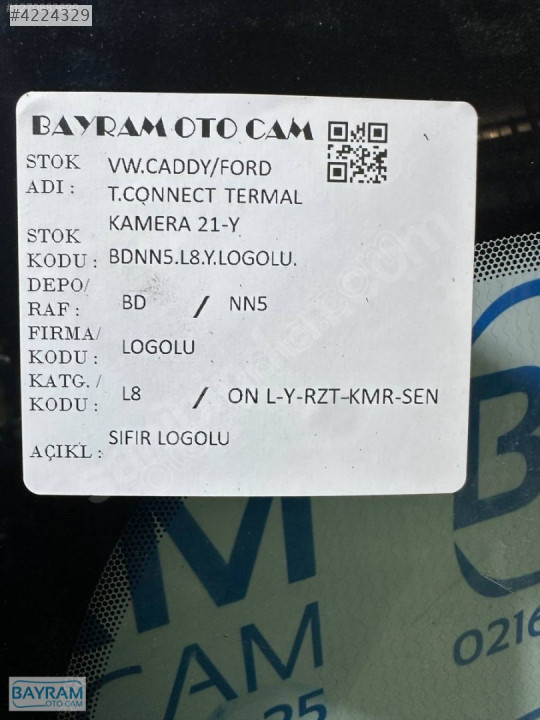 #4224329
BAYRAM OTO CAM
STOK ADI : VW.CADDY/FORD
T.CONNECT TERMAL
KAMERA 21-Y
STOK KODU : BDNN5.L8.Y.LOGOLU.
DEPO/ RAF : BD / NN5
FIRMA/ KODU : LOGOLU
KATG. / KODU : L8 / ON L-Y-RZT-KMR-SEN
AÇIKL : SIFIR LOGOLU
0216
CAM
25
BAYRAM
OTO CAM